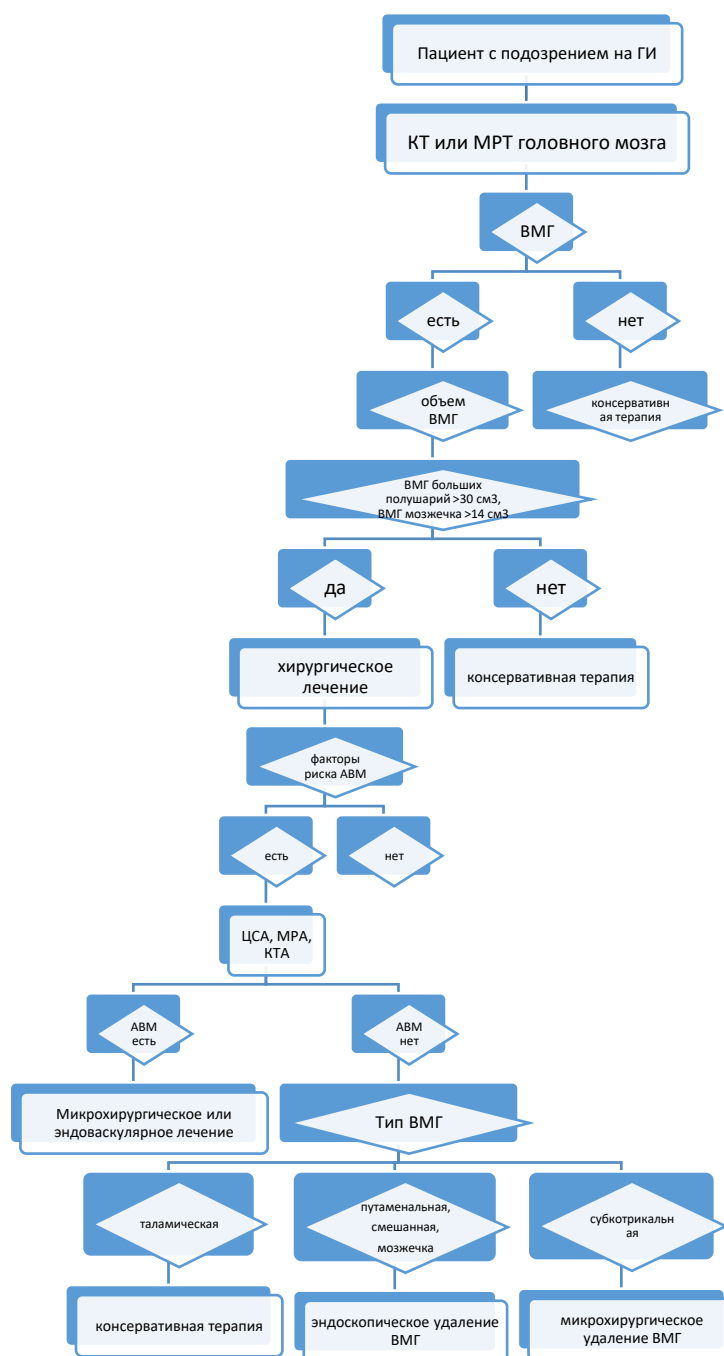 Пациент с подозрением на ГИ
КТ или МРТ головного мозга
ВМГ
есть
нет
объем
ВМГ
консервативн
ая терапия
ВМГ больших
полушарий >30 см3,
ВМГ мозжечка >14 см3
да
нет
хирургическое
лечение
консервативная терапия
факторы
риска АВМ
есть
нет
ЦСА, МРА,
КТА
АВМ
есть
АВМ
нет
Микрохирургическое или
эндоваскулярное лечение
Тип ВМГ
таламическая
путаменальная,
смешанная,
мозжечка
субкотрикальн
ая
консервативная терапия
эндоскопическое удаление
ВМГ
микрохирургическое
удаление ВМГ